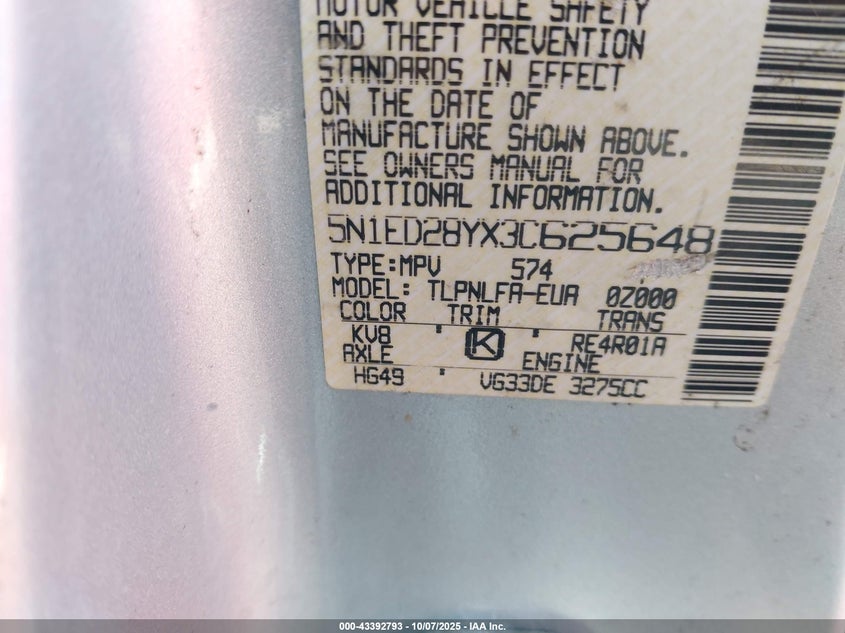 MOTOR VEHICLE SAFETY
AND THEFT PREVENTION
STANDARDS IN EFFECT
ON THE DATE OF
MANUFACTURE SHOWN ABOVE.
SEE OWNERS MANUAL FOR
ADDITIONAL INFORMATION.
5N1ED28YX3C625648
TYPE:MPV 574
MODEL: TLPNLFA-EUA 0Z000
COLOR TRIM TRANS
KV8 K RE4R01A
AXLE ENGINE
HG49 VG33DE 3275CC
000-43392793 - 10/07/2025 - IAA Inc.